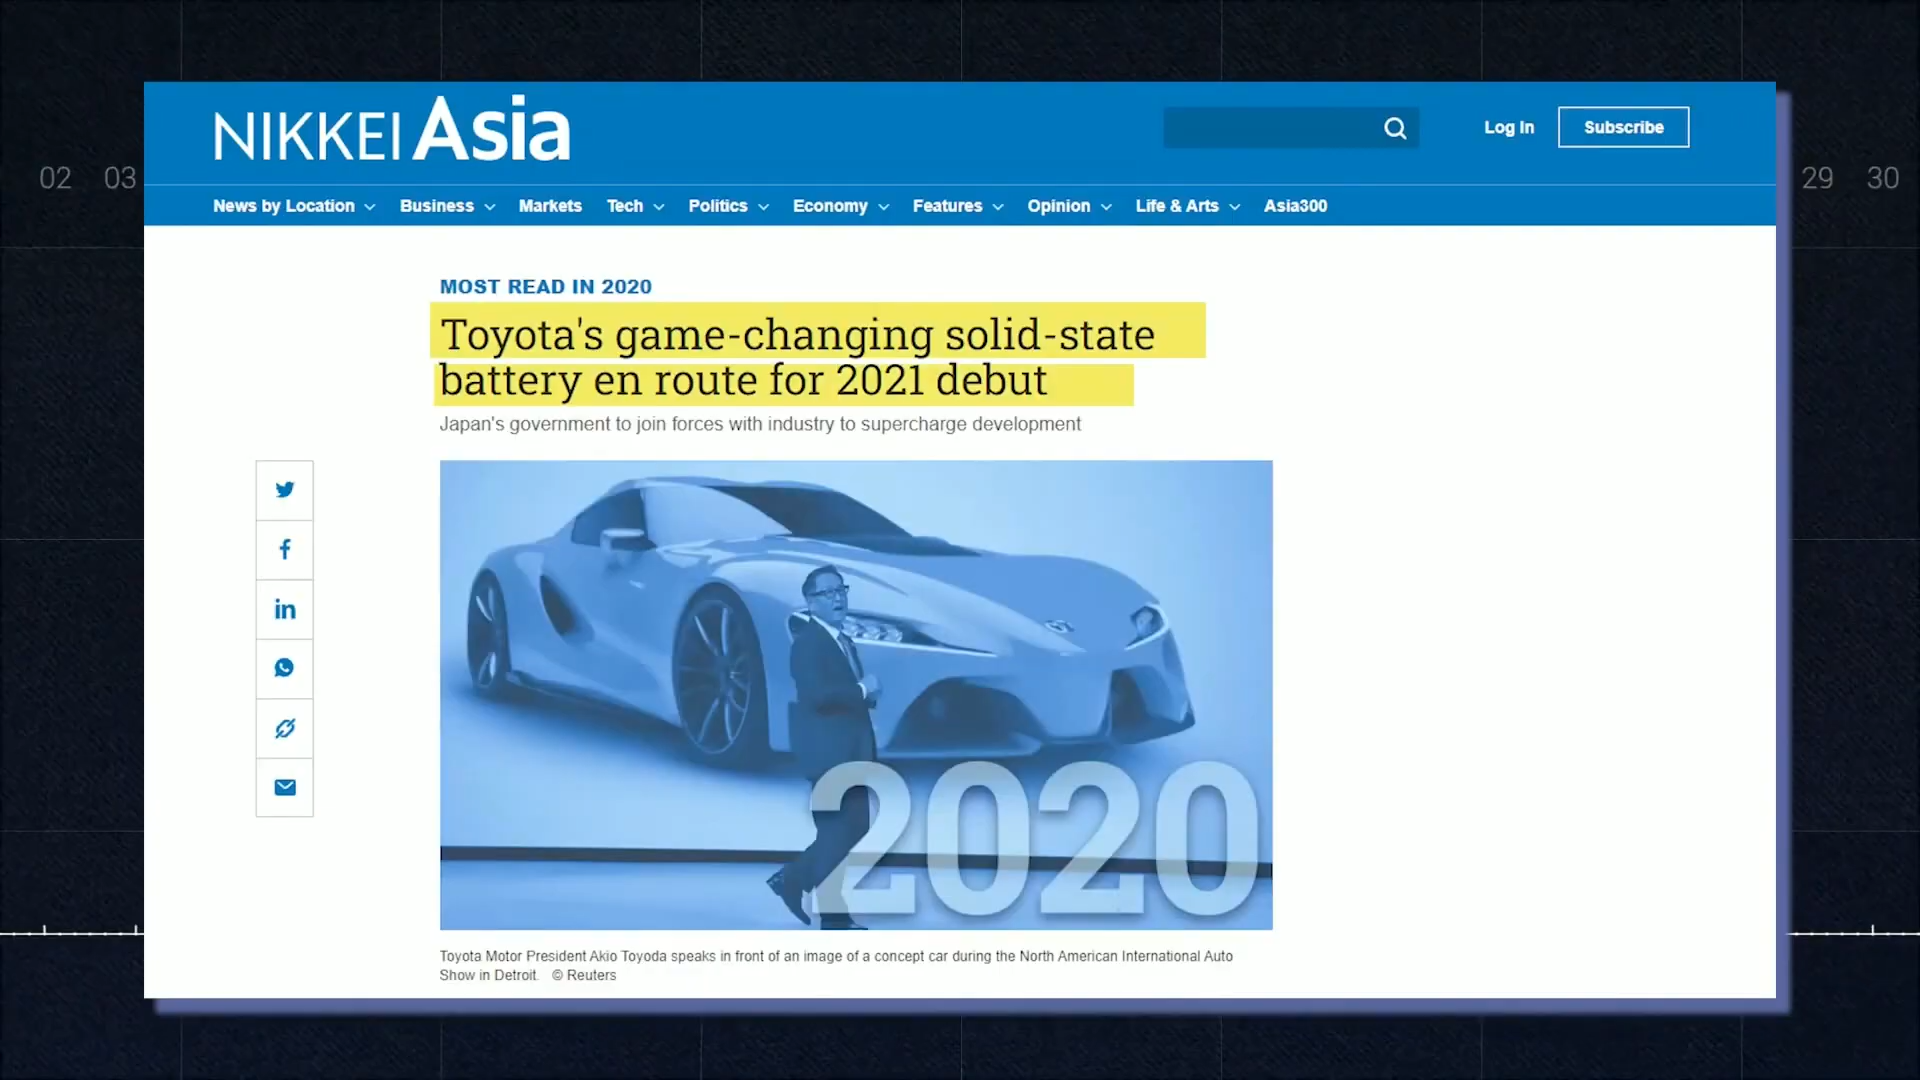 NIKKEI Asia
Log In
Subscribe
02 03
29 30
News by Location Business Markets Tech Politics Economy Features Opinion Life & Arts Asia300
MOST READ IN 2020
Toyota's game-changing solid-state
battery en route for 2021 debut
Japan's government to join forces with industry to supercharge development
2020
Toyota Motor President Akio Toyoda speaks in front of an image of a concept car during the North American International Auto
Show in Detroit. © Reuters